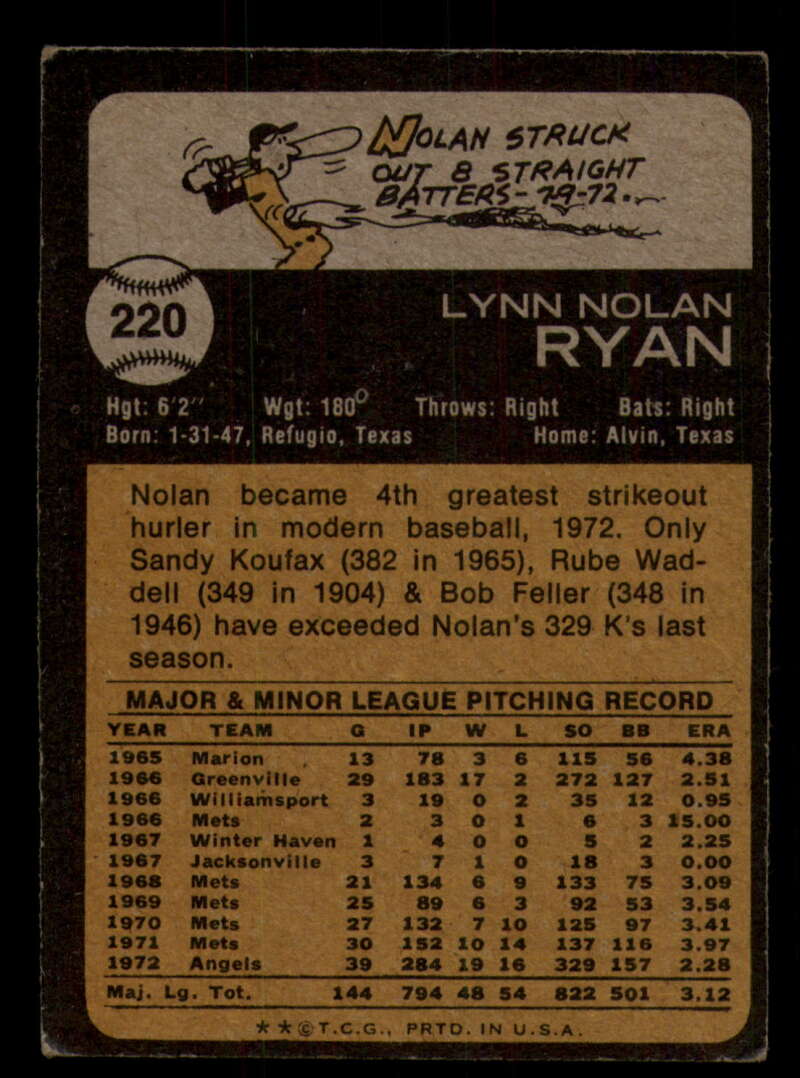 NOLAN STRUCK
OUT 8 STRAIGHT
BATTERS-7-9-72.
220
LYNN NOLAN
RYAN
Hgt: 6'2" Wgt: 180 Throws: Right Bats: Right
Born: 1-31-47, Refugio, Texas Home: Alvin, Texas
Nolan became 4th greatest strikeout
hurler in modern baseball, 1972. Only
Sandy Koufax (382 in 1965), Rube Wad-
dell (349 in 1904) & Bob Feller (348 in
1946) have exceeded Nolan's 329 K's last
season.
MAJOR & MINOR LEAGUE PITCHING RECORD
YEAR TEAM G IP W L SO BB ERA
1965 Marion 13 78 3 6 115 56 4.38
1966 Greenville 29 183 17 2 272 127 2.51
1966 Williamsport 3 19 0 2 35 12 0.95
1966 Mets 2 3 0 1 6 3 15.00
1967 Winter Haven 1 4 0 0 5 2 2.25
1967 Jacksonville 3 7 1 0 18 3 0.00
1968 Mets 21 134 6 9 133 75 3.09
1969 Mets 25 89 6 3 92 53 3.54
1970 Mets 27 132 7 10 125 97 3.41
1971 Mets 30 152 10 14 137 116 3.97
1972 Angels 39 284 19 16 329 157 2.28
Maj. Lg. Tot. 144 794 48 54 822 501 3.12
★★©T.C.G., PRTD. IN U.S.A.